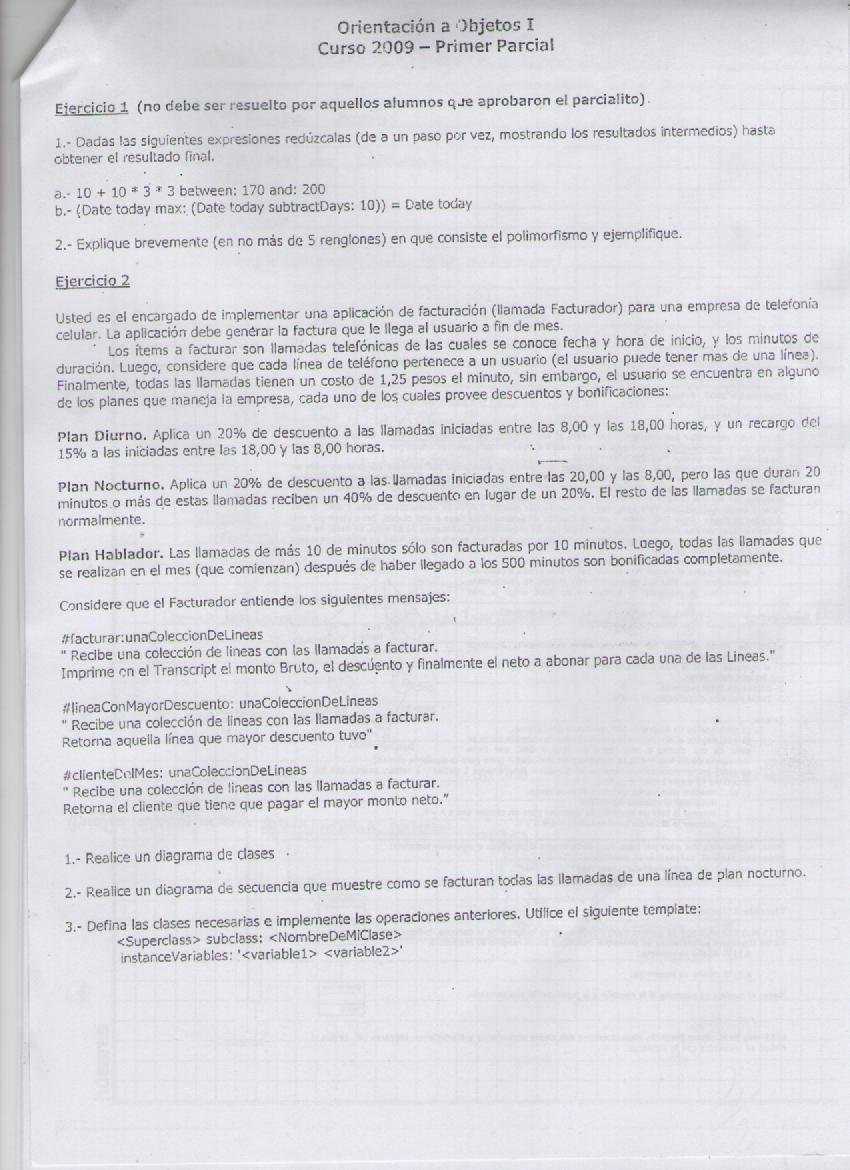 Orientación a Objetos I
Curso 2009 – Primer Parcial
Ejercicio 1 (no debe ser resuelto por aquellos alumnos que aprobaron el parcialito).
1.- Dadas las siguientes expresiones redúzcalas (de a un paso por vez, mostrando los resultados intermedios) hasta
obtener el resultado final.
a.- 10 + 10 * 3 * 3 between: 170 and: 200
b.- (Date today max: (Date today subtractDays: 10)) = Date today
2.- Explique brevemente (en no más de 5 renglones) en que consiste el polimorfismo y ejemplifique.
Ejercicio 2
Usted es el encargado de implementar una aplicación de facturación (llamada Facturador) para una empresa de telefonía
celular. La aplicación debe generar la factura que le llega al usuario a fin de mes.
Los ítems a facturar son llamadas telefónicas de las cuales se conoce fecha y hora de inicio, y los minutos de
duración. Luego, considere que cada línea de teléfono pertenece a un usuario (el usuario puede tener mas de una línea).
Finalmente, todas las llamadas tienen un costo de 1,25 pesos el minuto, sin embargo, el usuario se encuentra en alguno
de los planes que maneja la empresa, cada uno de los cuales provee descuentos y bonificaciones:
Plan Diurno. Aplica un 20% de descuento a las llamadas iniciadas entre las 8,00 y las 18,00 horas, y un recargo del
15% a las iniciadas entre las 18,00 y las 8,00 horas.
Plan Nocturno. Aplica un 20% de descuento a las llamadas iniciadas entre las 20,00 y las 8,00, pero las que duran 20
minutos o más de estas llamadas reciben un 40% de descuento en lugar de un 20%. El resto de las llamadas se facturan
normalmente.
Plan Hablador. Las llamadas de más 10 de minutos sólo son facturadas por 10 minutos. Luego, todas las llamadas que
se realizan en el mes (que comienzan) después de haber llegado a los 500 minutos son bonificadas completamente.
Considere que el Facturador entiende los siguientes mensajes:
#facturar:unaColeccionDeLineas
" Recibe una colección de lineas con las llamadas a facturar.
Imprime en el Transcript el monto Bruto, el descuento y finalmente el neto a abonar para cada una de las Lineas."
#lineaConMayorDescuento: unaColeccionDeLineas
" Recibe una colección de lineas con las llamadas a facturar.
Retorna aquella línea que mayor descuento tuvo"
#clienteDelMes: unaColeccionDeLineas
" Recibe una colección de lineas con las llamadas a facturar.
Retorna el cliente que tiene que pagar el mayor monto neto."
1.- Realice un diagrama de clases
2.- Realice un diagrama de secuencia que muestre como se facturan todas las llamadas de una línea de plan nocturno.
3.- Defina las clases necesarias e implemente las operaciones anteriores. Utilice el siguiente template:
<Superclass> subclass: <NombreDeMiClase>
instanceVariables: '<variable1> <variable2>'